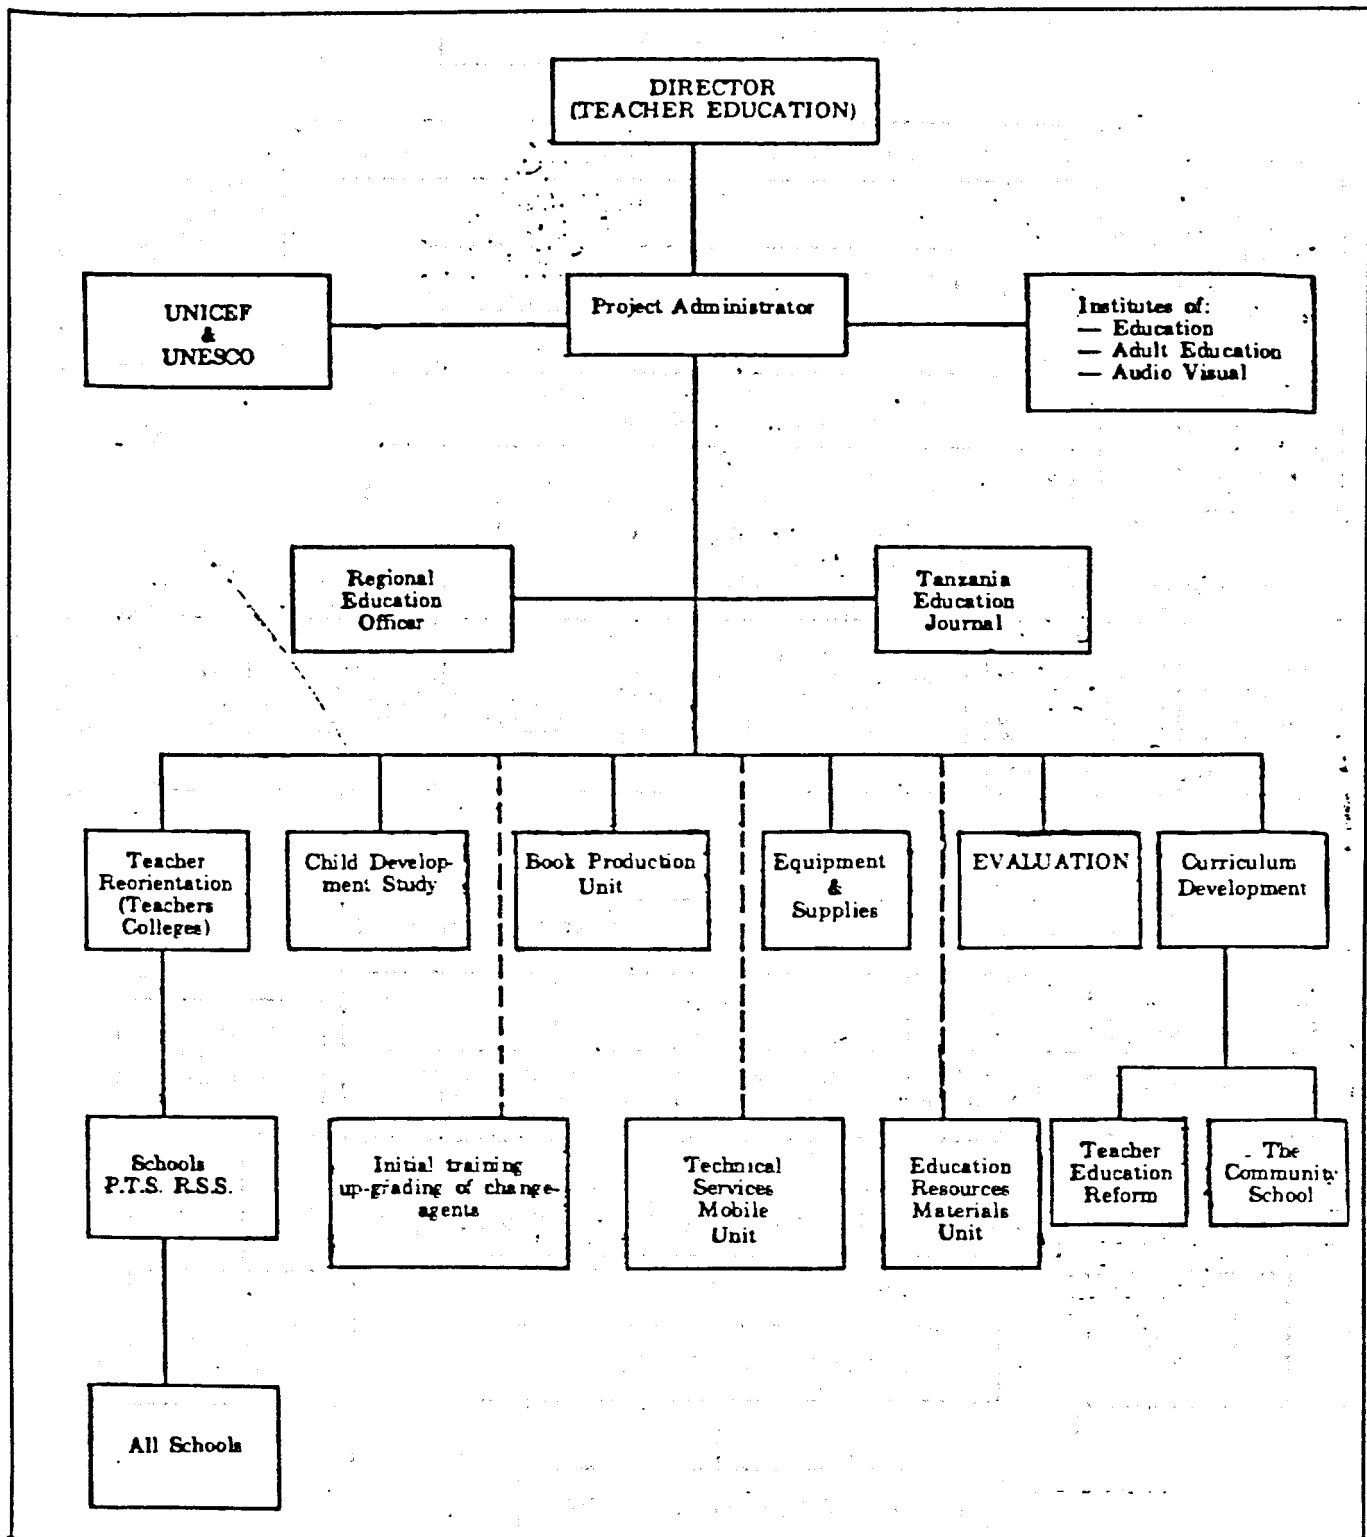 DIRECTOR
(TEACHER EDUCATION)
UNICEF
&
UNESCO
Project Administrator
Institutes of:
— Education
— Adult Education
— Audio Visual
Regional
Education
Officer
Tanzania
Education
Journal
Teacher
Reorientation
(Teachers
Colleges)
Child Develop-
ment Study
Book Production
Unit
Equipment
&
Supplies
EVALUATION
Curriculum
Development
Schools
P.T.S. R.S.S.
Initial training
up-grading of change-
agents
Technical
Services
Mobile
Unit
Education
Resources
Materials
Unit
Teacher
Education
Reform
The
Community
School
All Schools